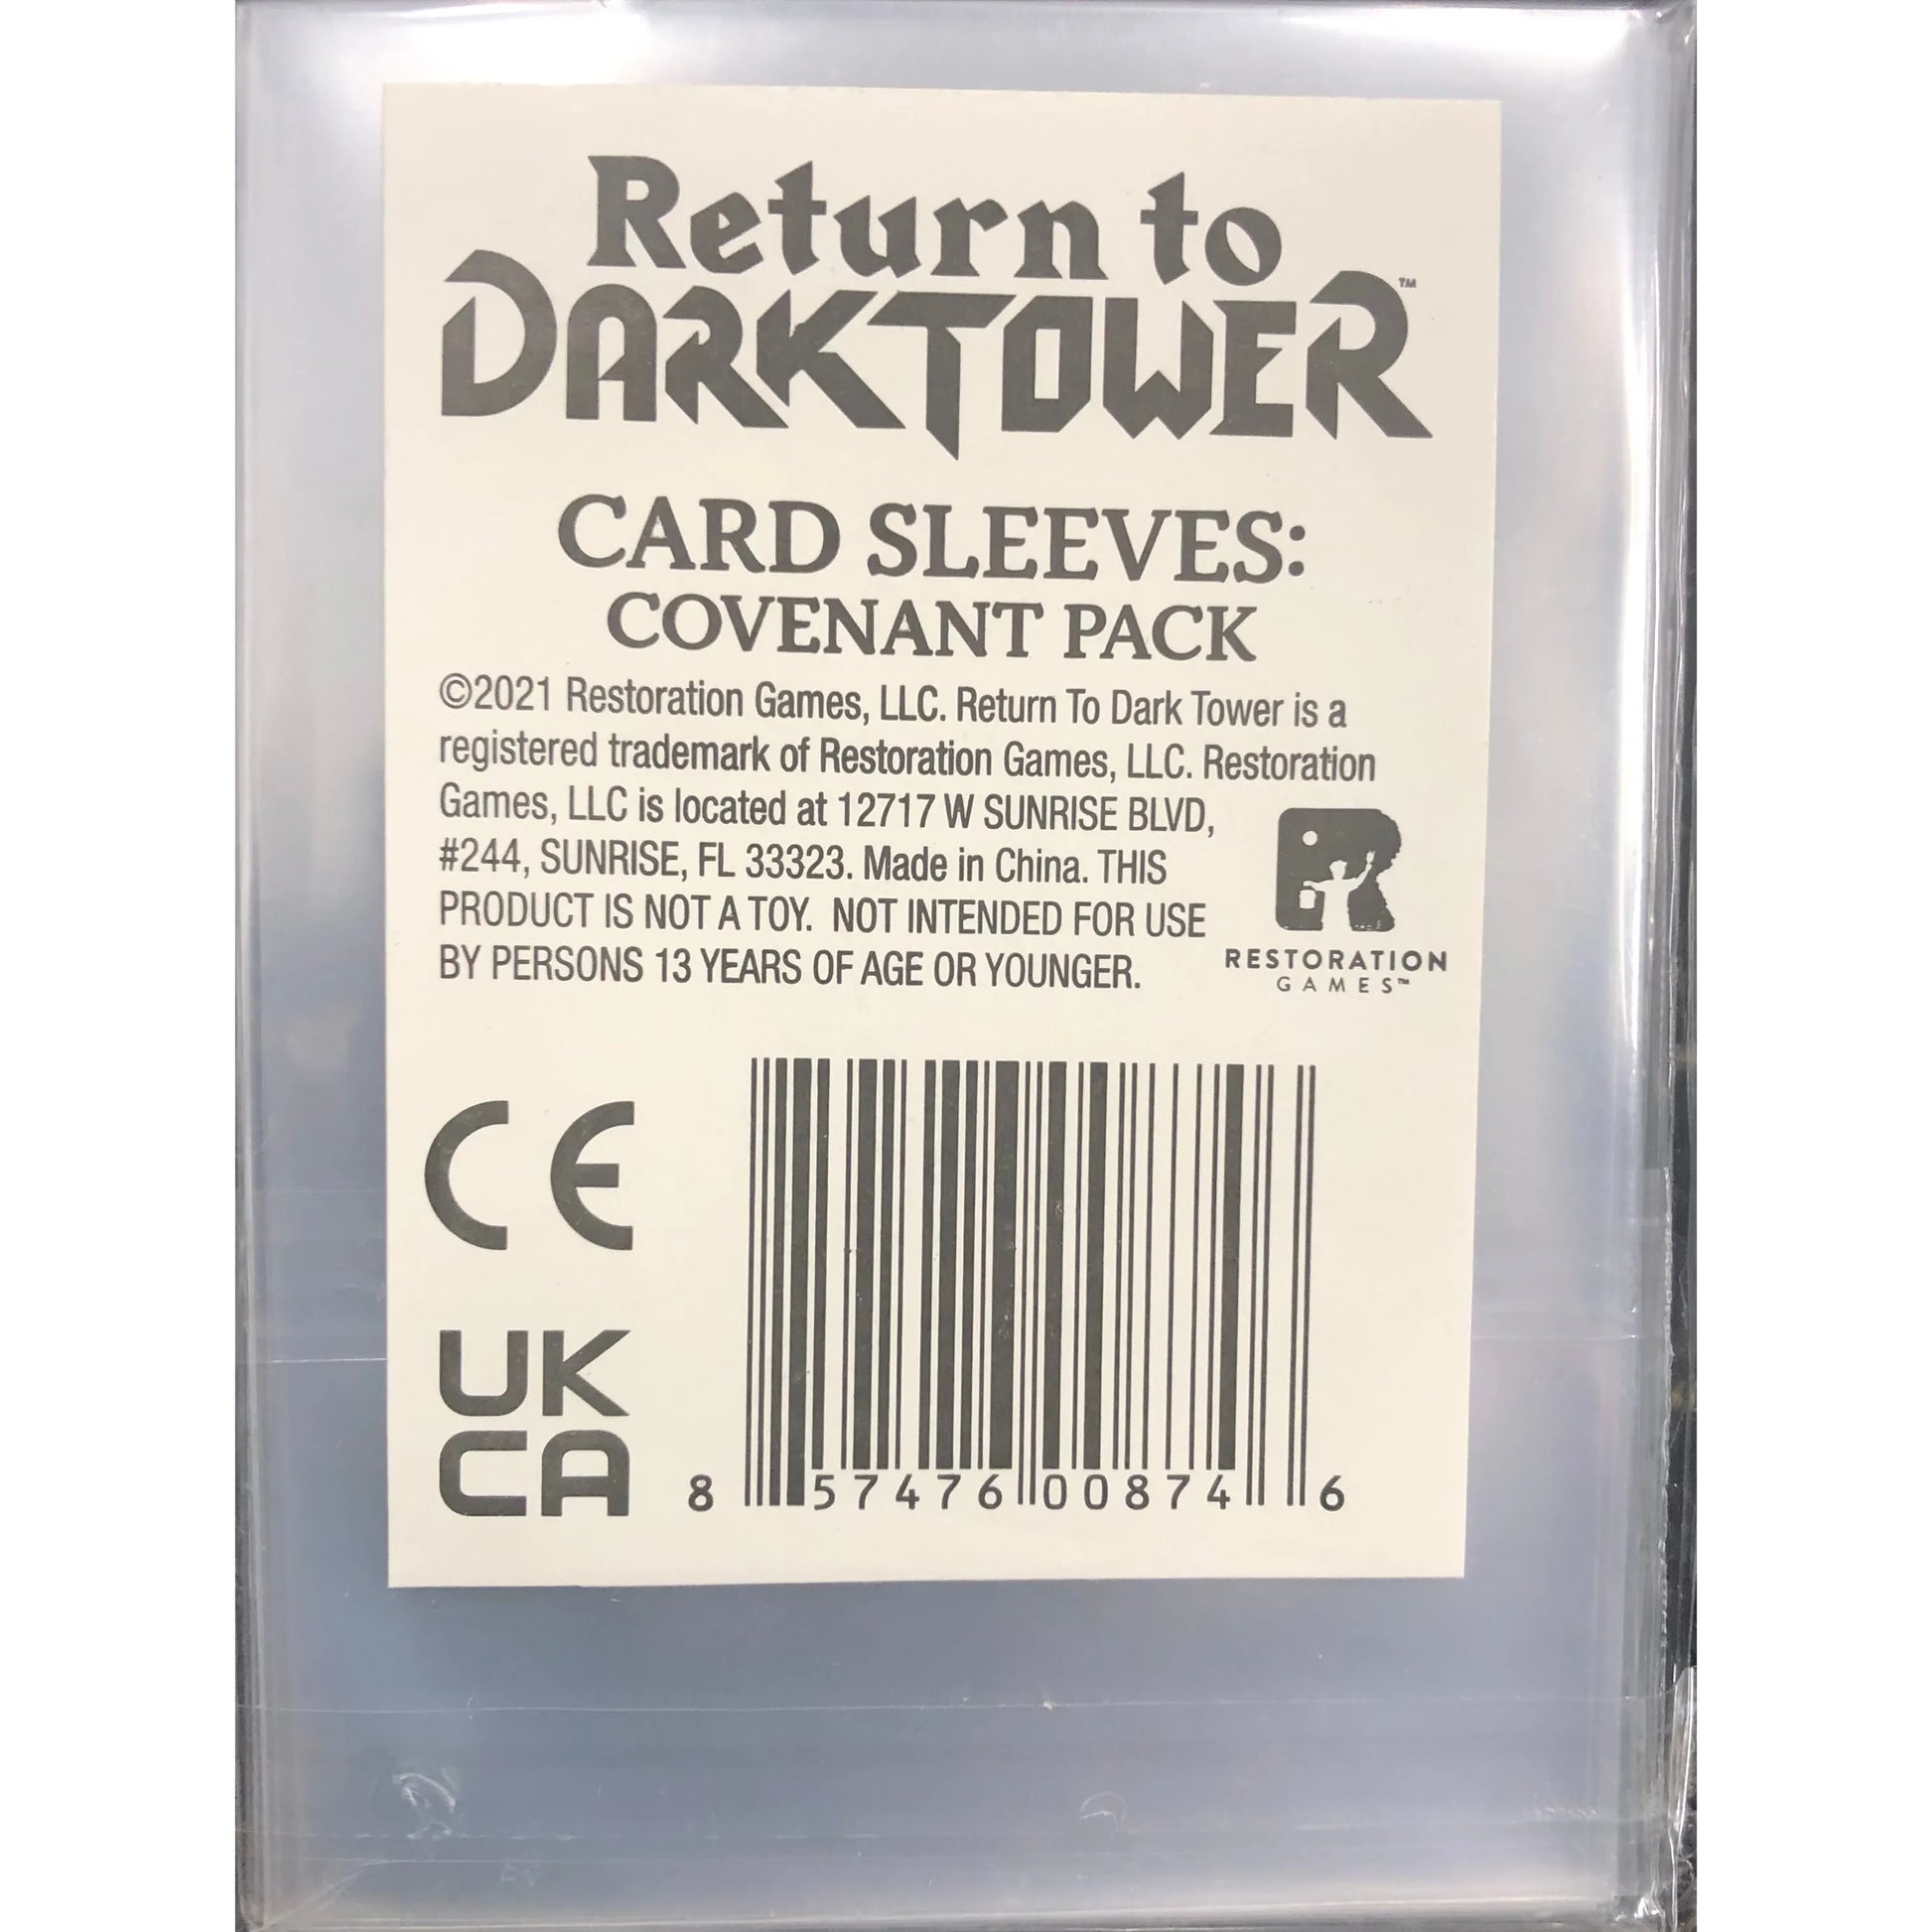 Return to
DARKTOWER™
CARD SLEEVES:
COVENANT PACK
©2021 Restoration Games, LLC. Return To Dark Tower is a
registered trademark of Restoration Games, LLC. Restoration
Games, LLC is located at 12717 W SUNRISE BLVD,
#244, SUNRISE, FL 33323. Made in China. THIS
PRODUCT IS NOT A TOY. NOT INTENDED FOR USE
BY PERSONS 13 YEARS OF AGE OR YOUNGER.
R
RESTORATION
GAMES™
CE
UK
CA
8 57476 00874 6